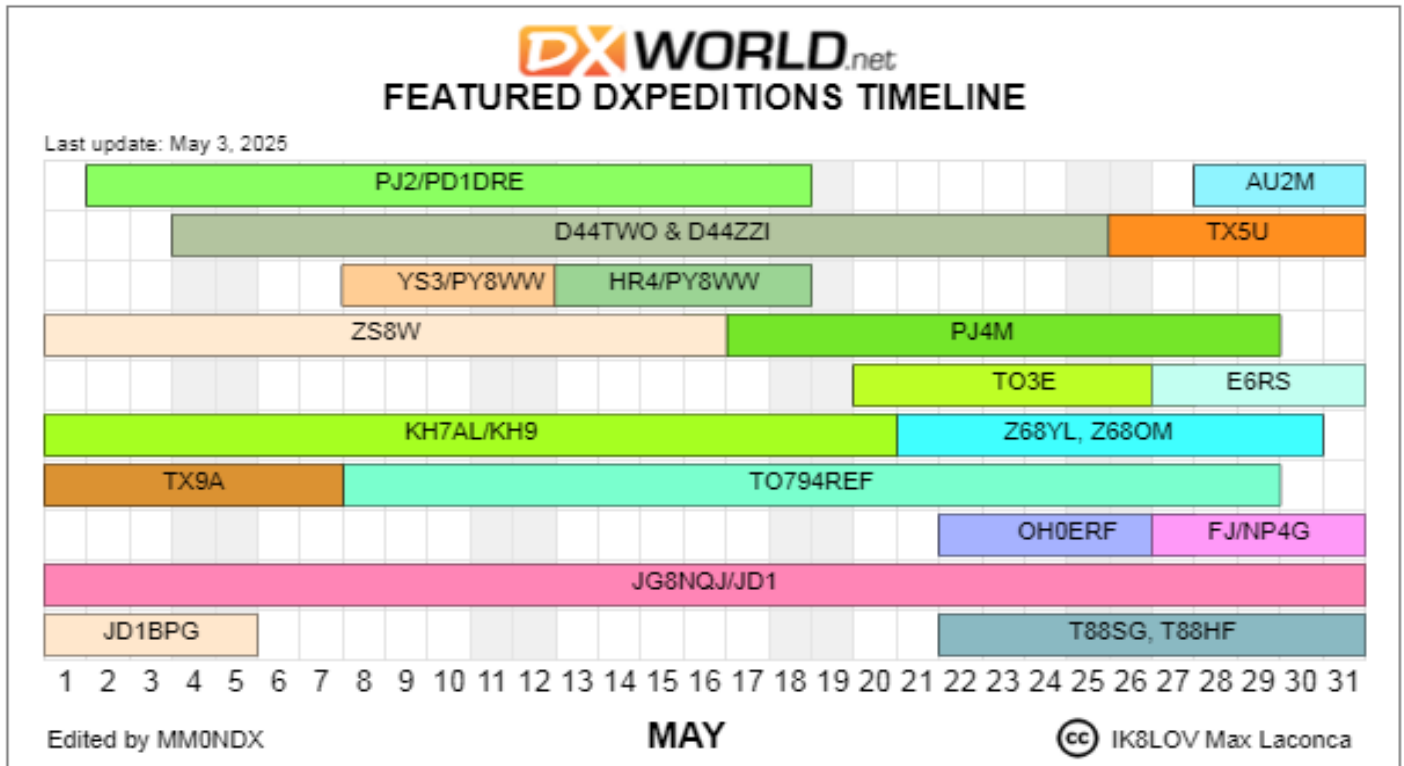 DXWORLD.net
FEATURED DXPEDITIONS TIMELINE
Last update: May 3, 2025
PJ2/PD1DRE AU2M
D44TWO & D44ZZI TX5U
YS3/PY8WW HR4/PY8WW
ZS8W PJ4M
TO3E E6RS
KH7AL/KH9 Z68YL, Z68OM
TX9A TO794REF
OH0ERF FJ/NP4G
JG8NQJ/JD1
JD1BPG T88SG, T88HF
1 2 3 4 5 6 7 8 9 10 11 12 13 14 15 16 17 18 19 20 21 22 23 24 25 26 27 28 29 30 31
Edited by MM0NDX MAY cc IK8LOV Max Laconca